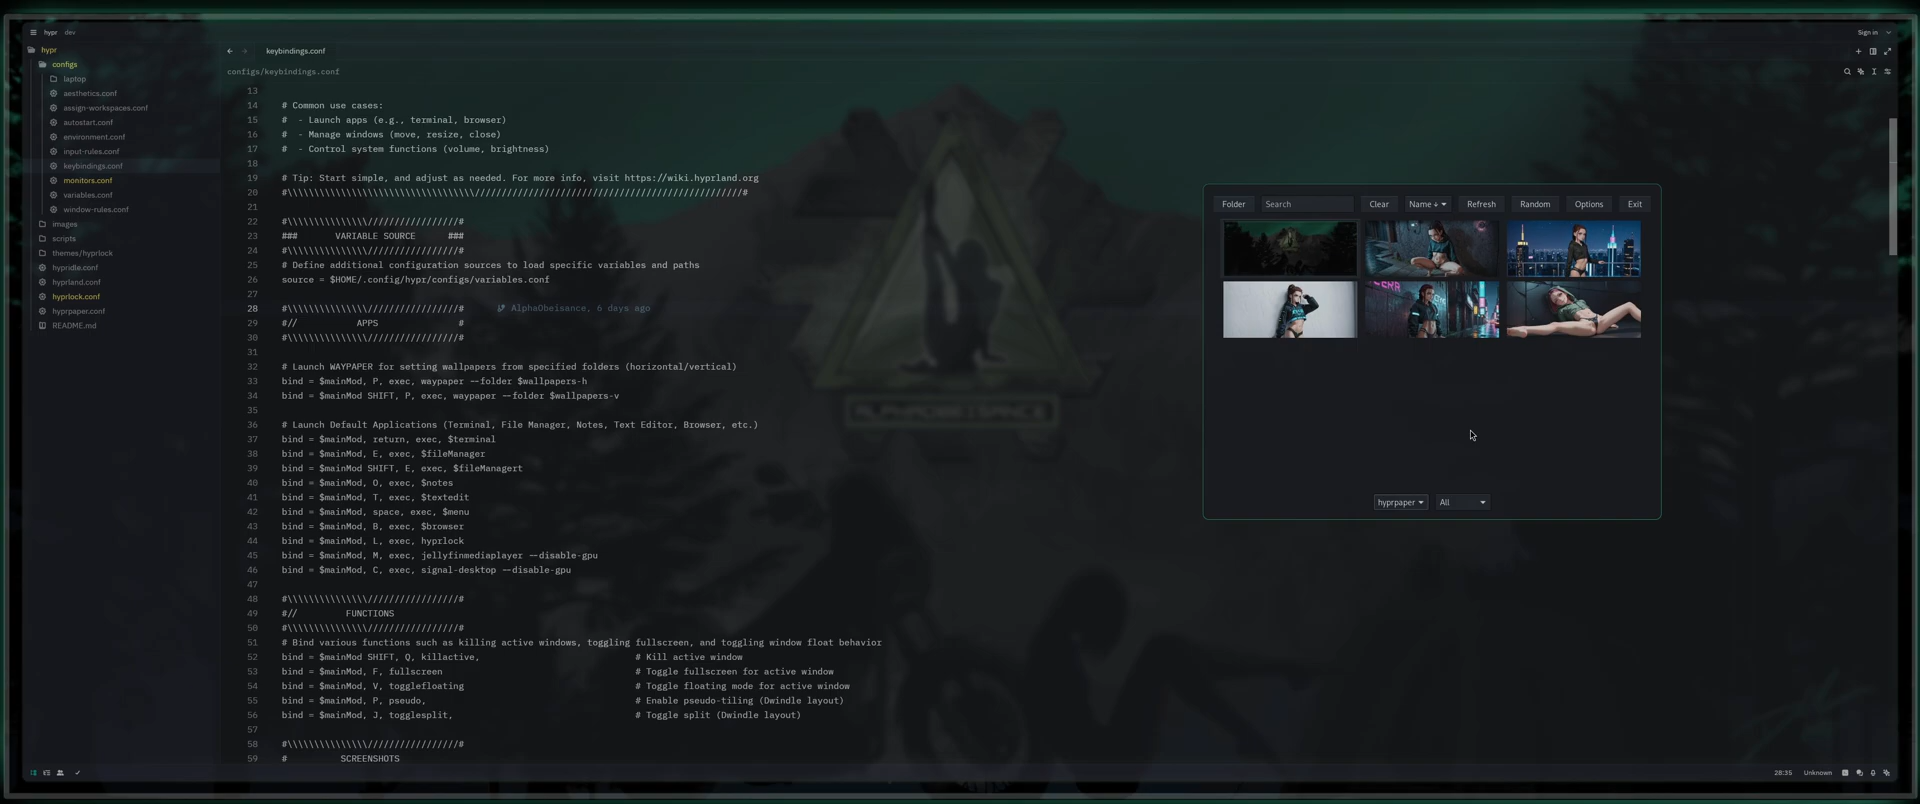 hypr dev
Sign in
hypr
configs
laptop
aesthetics.conf
assign-workspaces.conf
autostart.conf
environment.conf
input-rules.conf
keybindings.conf
monitors.conf
variables.conf
window-rules.conf
images
scripts
themes/hyprlock
hypridle.conf
hyprland.conf
hyprlock.conf
hyprpaper.conf
README.md
keybindings.conf
configs/keybindings.conf
13
14 # Common use cases:
15 #  - Launch apps (e.g., terminal, browser)
16 #  - Manage windows (move, resize, close)
17 #  - Control system functions (volume, brightness)
18
19 # Tip: Start simple, and adjust as needed. For more info, visit https://wiki.hyprland.org
20 #\\\\\\\\\\\\\\\\\\\\\\\\\\\\\\\\\\\//////////////////////////////////////////////////#
21
22 #\\\\\\\\\\\\\\\/////////////////#
23 ###       VARIABLE SOURCE      ###
24 #\\\\\\\\\\\\\\\/////////////////#
25 # Define additional configuration sources to load specific variables and paths
26 source = $HOME/.config/hypr/configs/variables.conf
27
28 #\\\\\\\\\\\\\\\/////////////////# AlphaObeisance, 6 days ago
29 #//           APPS               #
30 #\\\\\\\\\\\\\\\/////////////////#
31
32 # Launch WAYPAPER for setting wallpapers from specified folders (horizontal/vertical)
33 bind = $mainMod, P, exec, waypaper --folder $wallpapers-h
34 bind = $mainMod SHIFT, P, exec, waypaper --folder $wallpapers-v
35
36 # Launch Default Applications (Terminal, File Manager, Notes, Text Editor, Browser, etc.)
37 bind = $mainMod, return, exec, $terminal
38 bind = $mainMod, E, exec, $fileManager
39 bind = $mainMod SHIFT, E, exec, $fileManagert
40 bind = $mainMod, O, exec, $notes
41 bind = $mainMod, T, exec, $textedit
42 bind = $mainMod, space, exec, $menu
43 bind = $mainMod, B, exec, $browser
44 bind = $mainMod, L, exec, hyprlock
45 bind = $mainMod, M, exec, jellyfinmediaplayer --disable-gpu
46 bind = $mainMod, C, exec, signal-desktop --disable-gpu
47
48 #\\\\\\\\\\\\\\\/////////////////#
49 #//         FUNCTIONS
50 #\\\\\\\\\\\\\\\/////////////////#
51 # Bind various functions such as killing active windows, toggling fullscreen, and toggling window float behavior
52 bind = $mainMod SHIFT, Q, killactive, # Kill active window
53 bind = $mainMod, F, fullscreen # Toggle fullscreen for active window
54 bind = $mainMod, V, togglefloating # Toggle floating mode for active window
55 bind = $mainMod, P, pseudo, # Enable pseudo-tiling (Dwindle layout)
56 bind = $mainMod, J, togglesplit, # Toggle split (Dwindle layout)
57
58 #\\\\\\\\\\\\\\\/////////////////#
59 #          SCREENSHOTS
ALPHAOBEISANCE
Folder Search Clear Name ↓ Refresh Random Options Exit
hyprpaper All
28:35 Unknown